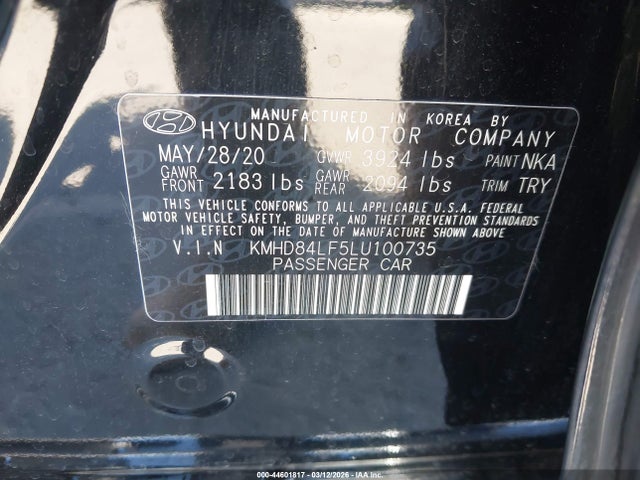 MANUFACTURED IN KOREA BY
HYUNDAI MOTOR COMPANY
MAY/28/20 GVWR 3924 lbs PAINT NKA
GAWR FRONT 2183 lbs GAWR REAR 2094 lbs TRIM TRY
THIS VEHICLE CONFORMS TO ALL APPLICABLE U.S.A. FEDERAL
MOTOR VEHICLE SAFETY, BUMPER, AND THEFT PREVENTION STANDARDS
IN EFFECT ON THE DATE OF MANUFACTURE SHOWN ABOVE.
V.I.N KMHD84LF5LU100735
PASSENGER CAR
000-44601817 - 03/12/2026 - IAA Inc.